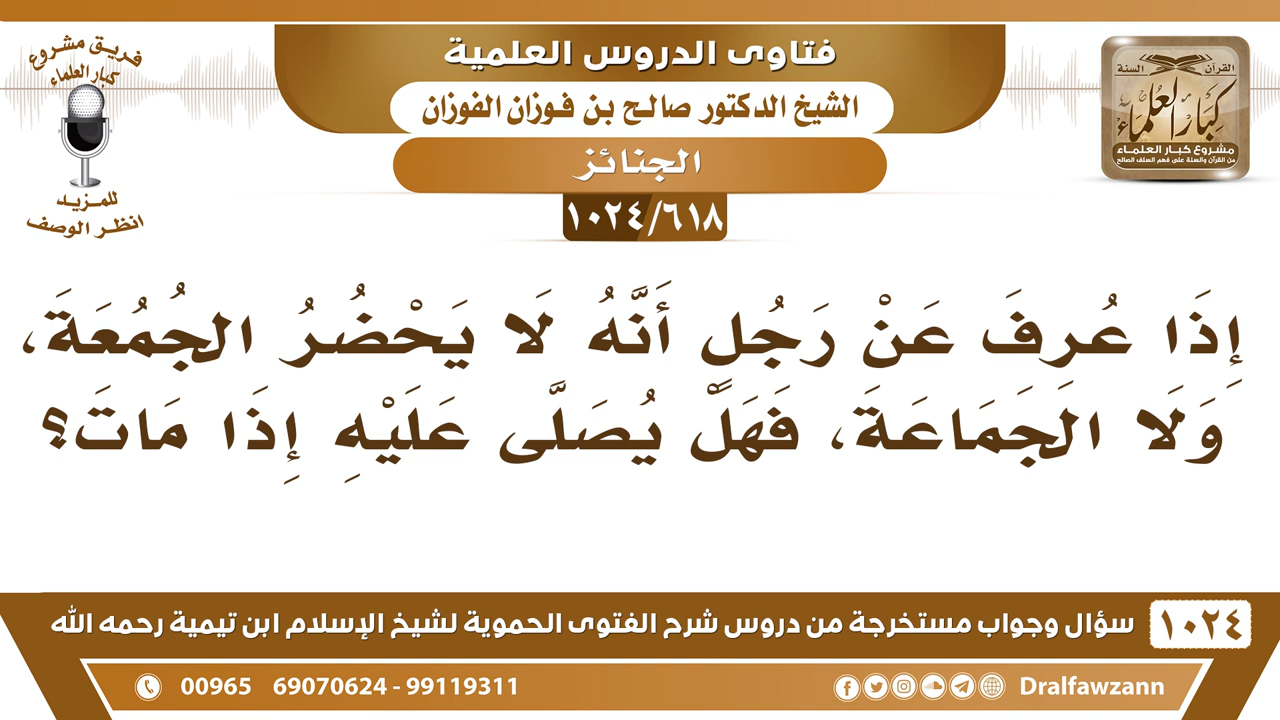 فتاوى الدروس العلمية
الشيخ الدكتور صالح بن فوزان الفوزان
الجنائز
٦١٨/١٠٢٤
فريق مشروع
كبار العلماء
للمزيد
انظر الوصف
القرآن السنة
كبار العلماء
مشروع كبار العلماء
من القرآن والسنة على فهم السلف الصالح
إِذَا عُرِفَ عَنْ رَجُلٍ أَنَّهُ لَا يَحْضُرُ الجُمُعَةَ،
وَلَا الجَمَاعَةَ، فَهَلْ يُصَلَّى عَلَيْهِ إِذَا مَاتَ؟
١٠٢٤ سؤال وجواب مستخرجة من دروس شرح الفتوى الحموية لشيخ الإسلام ابن تيمية رحمه الله
00965 69070624 - 99119311
Dralfawzann